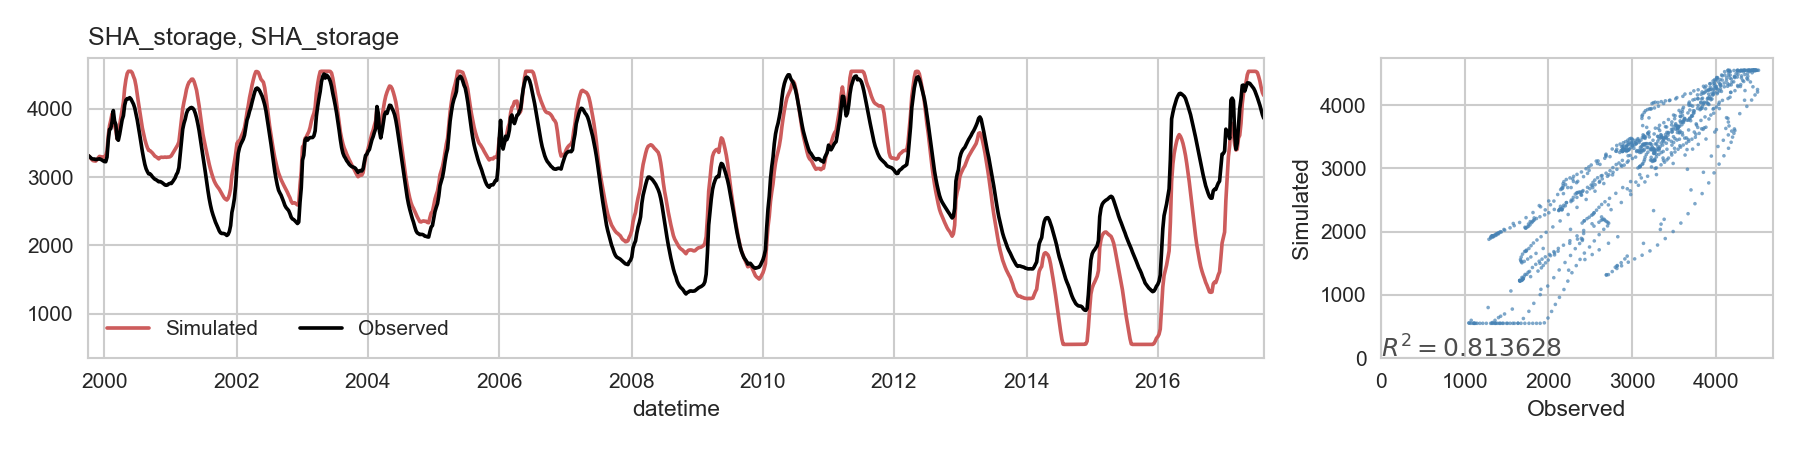 SHA_storage, SHA_storage
4000
3000
2000
1000
Simulated
Observed
2000 2002 2004 2006 2008 2010 2012 2014 2016
datetime
Simulated
4000
3000
2000
1000
0
R² = 0.813628
0 1000 2000 3000 4000
Observed